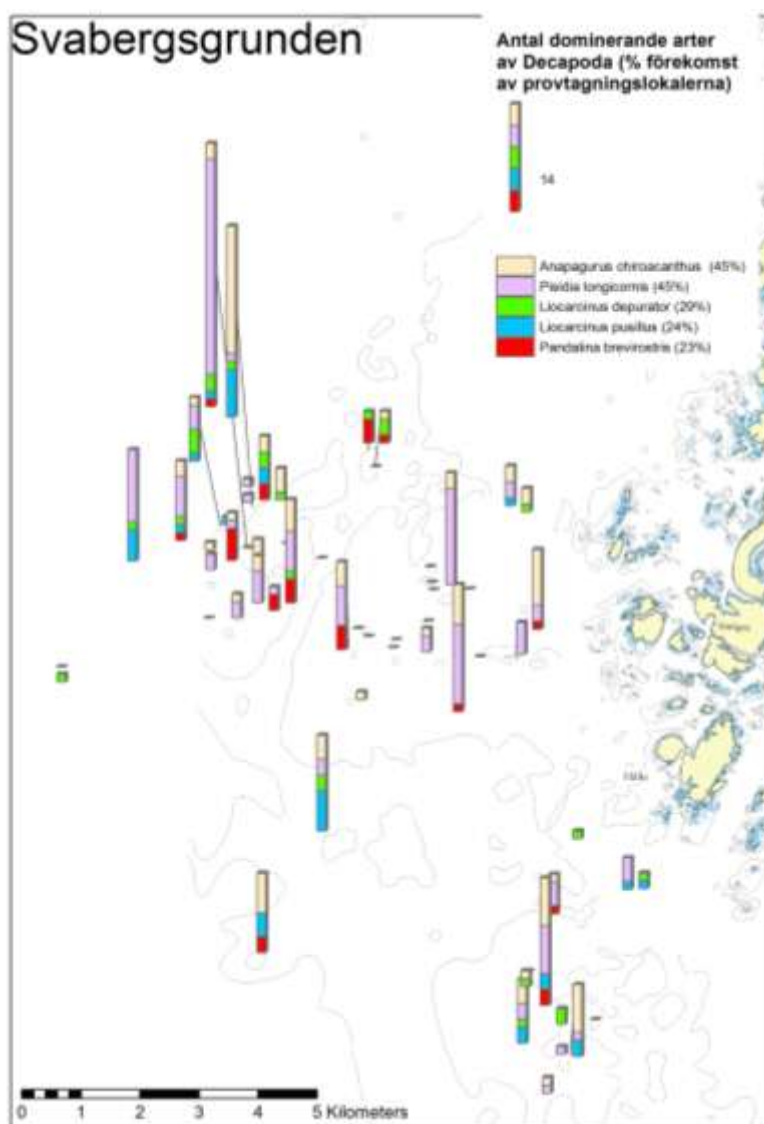 Svabergsgrunden
Antal dominerande arter
av Decapoda (% förekomst
av provtagningslokalerna)
14
Anapagurus chiroacanthus (45%)
Pisidia longicornis (45%)
Liocarcinus depurator (29%)
Liocarcinus pusillus (24%)
Pandalina brevirostris (23%)
0 1 2 3 4 5 Kilometers